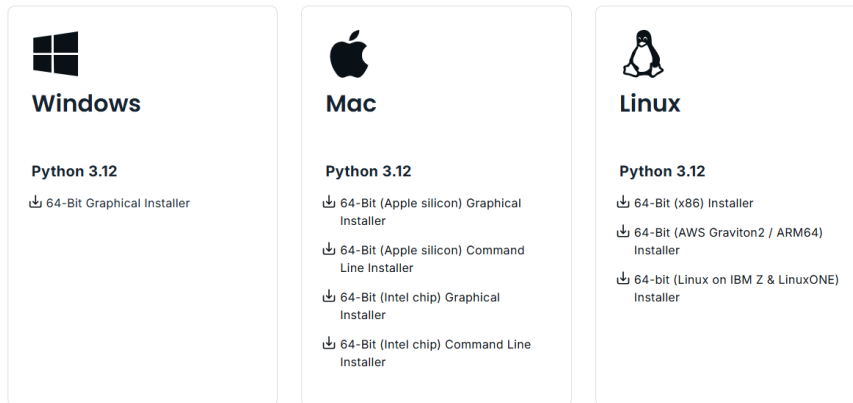 Windows
Python 3.12
64-Bit Graphical Installer
Mac
Python 3.12
64-Bit (Apple silicon) Graphical
Installer
64-Bit (Apple silicon) Command
Line Installer
64-Bit (Intel chip) Graphical
Installer
64-Bit (Intel chip) Command Line
Installer
Linux
Python 3.12
64-Bit (x86) Installer
64-Bit (AWS Graviton2 / ARM64)
Installer
64-bit (Linux on IBM Z & LinuxONE)
Installer